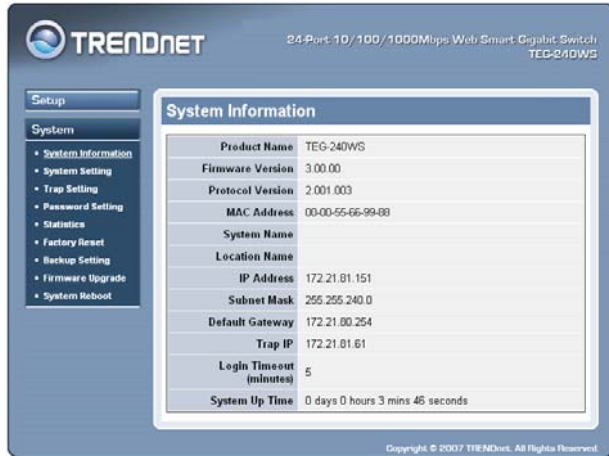 TRENDnet
24-Port 10/100/1000Mbps Web Smart Gigabit Switch
TEG-240WS
Setup
System
System Information
System Setting
Trap Setting
Password Setting
Statistics
Factory Reset
Backup Setting
Firmware Upgrade
System Reboot
System Information
Product Name TEG-240WS
Firmware Version 3.00.00
Protocol Version 2.001.003
MAC Address 00-00-55-66-99-88
System Name
Location Name
IP Address 172.21.81.151
Subnet Mask 255.255.240.0
Default Gateway 172.21.80.254
Trap IP 172.21.81.61
Login Timeout
(minutes) 5
System Up Time 0 days 0 hours 3 mins 46 seconds
Copyright © 2007 TRENDnet. All Rights Reserved.